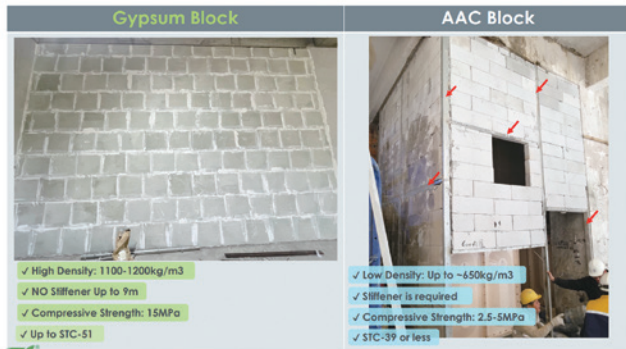 Gypsum Block
AAC Block
✓ High Density: 1100-1200kg/m3
✓ NO Stiffener Up to 9m
✓ Compressive Strength: 15MPa
✓ Up to STC-51
✓ Low Density: Up to ~650kg/m3
✓ Stiffener is required
✓ Compressive Strength: 2.5-5MPa
✓ STC-39 or less